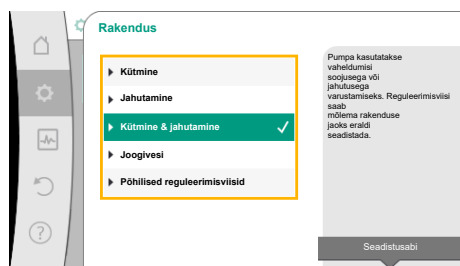 Rakendus
Kütmine
Jahutamine
Kütmine & jahutamine
Joogivesi
Põhilised reguleerimisviisid
Pumpa kasutatakse
vaheldumisi
soojusega või
jahutusega
varustamiseks. Reguleerimisviisi
saab
mõlema rakenduse
jaoks eraldi
seadistada.
Seadistusabi